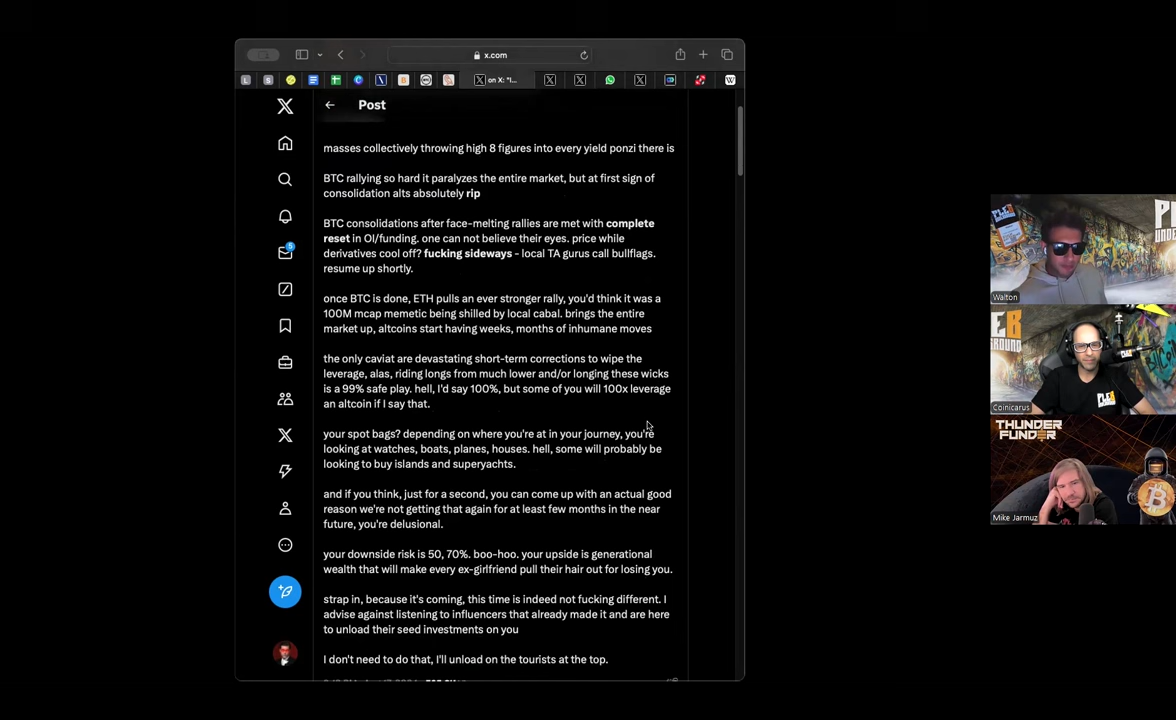 x.com
on X: "I...
Post
masses collectively throwing high 8 figures into every yield ponzi there is
BTC rallying so hard it paralyzes the entire market, but at first sign of
consolidation alts absolutely rip
BTC consolidations after face-melting rallies are met with complete
reset in OI/funding. one can not believe their eyes. price while
derivatives cool off? fucking sideways - local TA gurus call bullflags.
resume up shortly.
once BTC is done, ETH pulls an ever stronger rally, you'd think it was a
100M mcap memetic being shilled by local cabal. brings the entire
market up, altcoins start having weeks, months of inhumane moves
the only caviat are devastating short-term corrections to wipe the
leverage, alas, riding longs from much lower and/or longing these wicks
is a 99% safe play. hell, I'd say 100%, but some of you will 100x leverage
an altcoin if I say that.
your spot bags? depending on where you're at in your journey, you're
looking at watches, boats, planes, houses. hell, some will probably be
looking to buy islands and superyachts.
and if you think, just for a second, you can come up with an actual good
reason we're not getting that again for at least few months in the near
future, you're delusional.
your downside risk is 50, 70%. boo-hoo. your upside is generational
wealth that will make every ex-girlfriend pull their hair out for losing you.
strap in, because it's coming, this time is indeed not fucking different. I
advise against listening to influencers that already made it and are here
to unload their seed investments on you
I don't need to do that, I'll unload on the tourists at the top.
5
Walton
Coinicarus
THUNDER
FUNDER
Mike Jarmuz